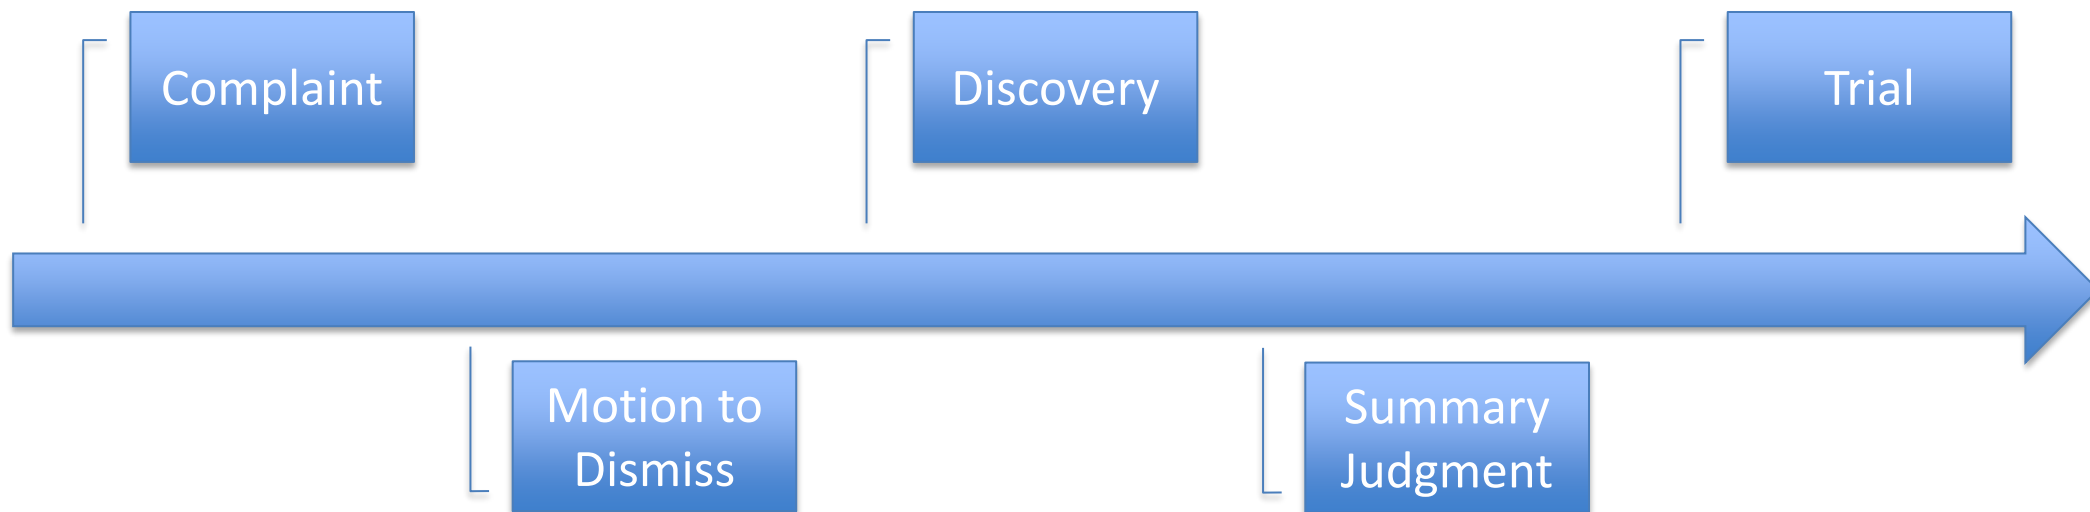 Complaint
Motion to
Dismiss
Discovery
Summary
Judgment
Trial